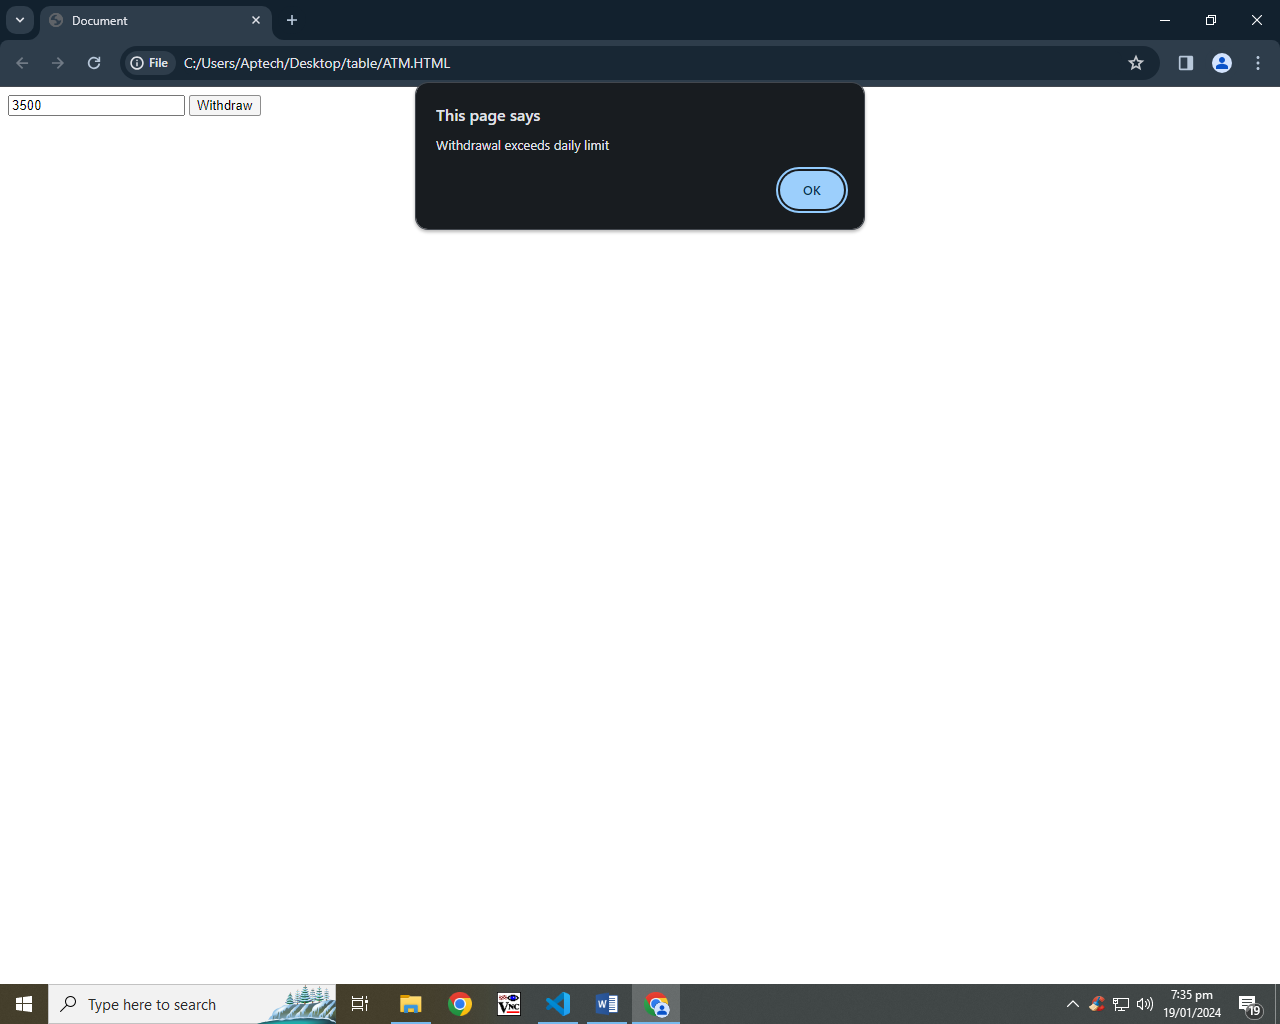 Document
File
C:/Users/Aptech/Desktop/table/ATM.HTML
3500
Withdraw
This page says
Withdrawal exceeds daily limit
OK
Type here to search
VNC
W
7:35 pm
19/01/2024
19